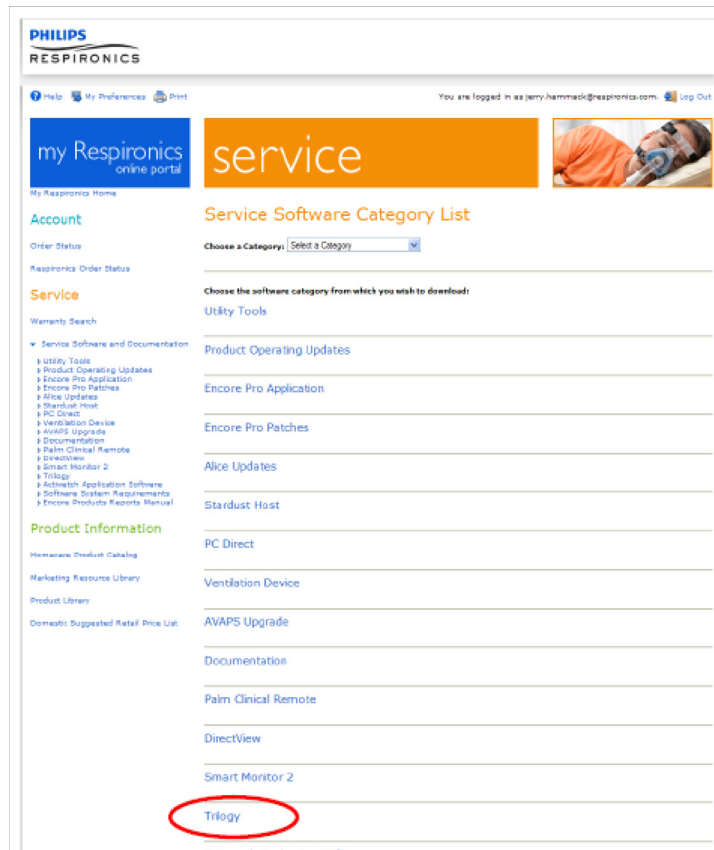 PHILIPS
RESPIRONICS
Help My Preferences Print
You are logged in as jerry.hammack@respironics.com. Log Out
my Respironics
online portal
service
My Respironics Home
Account
Order Status
Respironics Order Status
Service
Warranty Search
Service Software and Documentation
Utility Tools
Product Operating Updates
Encore Pro Application
Encore Pro Patches
Alice Updates
Stardust Host
PC Direct
Ventilation Device
AVAPS Upgrade
Documentation
Palm Clinical Remote
DirectView
Smart Monitor 2
Trilogy
Actiwatch Application Software
Software System Requirements
Encore Products Reports Manual
Product Information
Homecare Product Catalog
Marketing Resource Library
Product Library
Domestic Suggested Retail Price List
Service Software Category List
Choose a Category: Select a Category
Choose the software category from which you wish to download:
Utility Tools
Product Operating Updates
Encore Pro Application
Encore Pro Patches
Alice Updates
Stardust Host
PC Direct
Ventilation Device
AVAPS Upgrade
Documentation
Palm Clinical Remote
DirectView
Smart Monitor 2
Trilogy